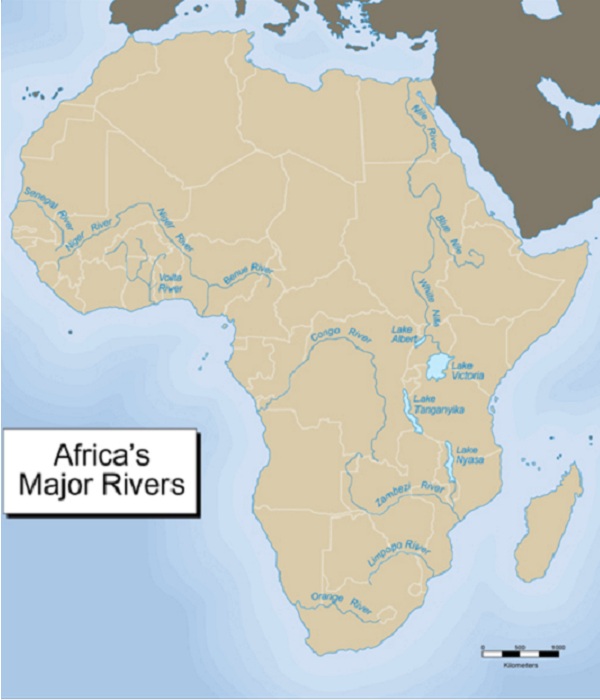 Nile River
Senegal River
Niger River
Niger River
Blue Nile
Volta
River
Benue River
White Nile
Congo River
Lake
Albert
Lake
Victoria
Lake
Tanganyika
Africa's
Major Rivers
Lake
Nyasa
Zambezi River
Limpopo River
Orange River
0 500
Kilometers